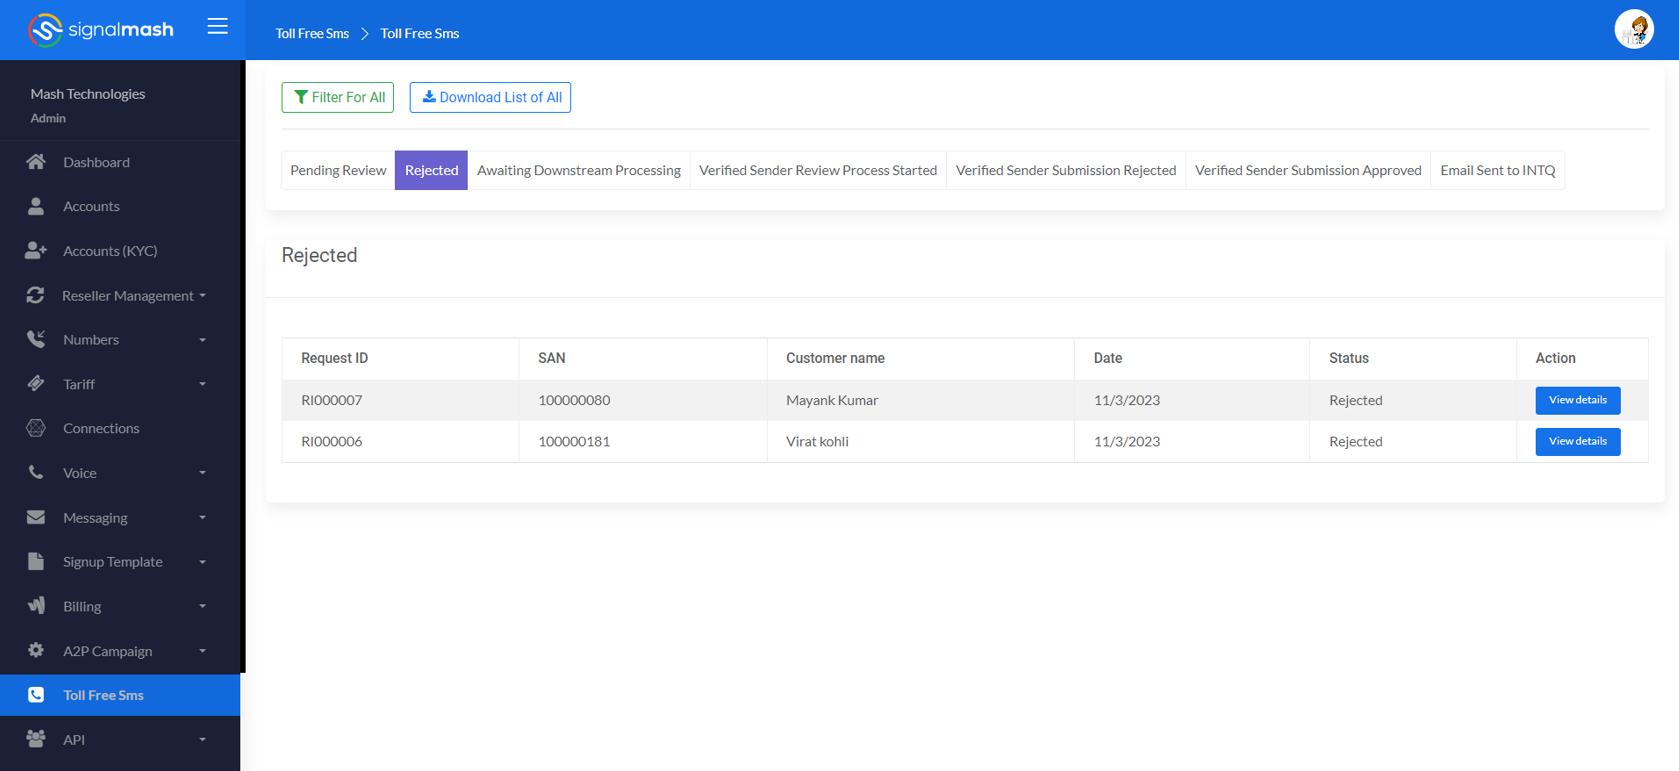 signalmash
Toll Free Sms > Toll Free Sms
Mash Technologies
Admin
Dashboard
Accounts
Accounts (KYC)
Reseller Management
Numbers
Tariff
Connections
Voice
Messaging
Signup Template
Billing
A2P Campaign
Toll Free Sms
API
Filter For All
Download List of All
Pending Review Rejected Awaiting Downstream Processing Verified Sender Review Process Started Verified Sender Submission Rejected Verified Sender Submission Approved Email Sent to INTQ
Rejected
Request ID SAN Customer name Date Status Action
RI000007 100000080 Mayank Kumar 11/3/2023 Rejected View details
RI000006 100000181 Virat kohli 11/3/2023 Rejected View details